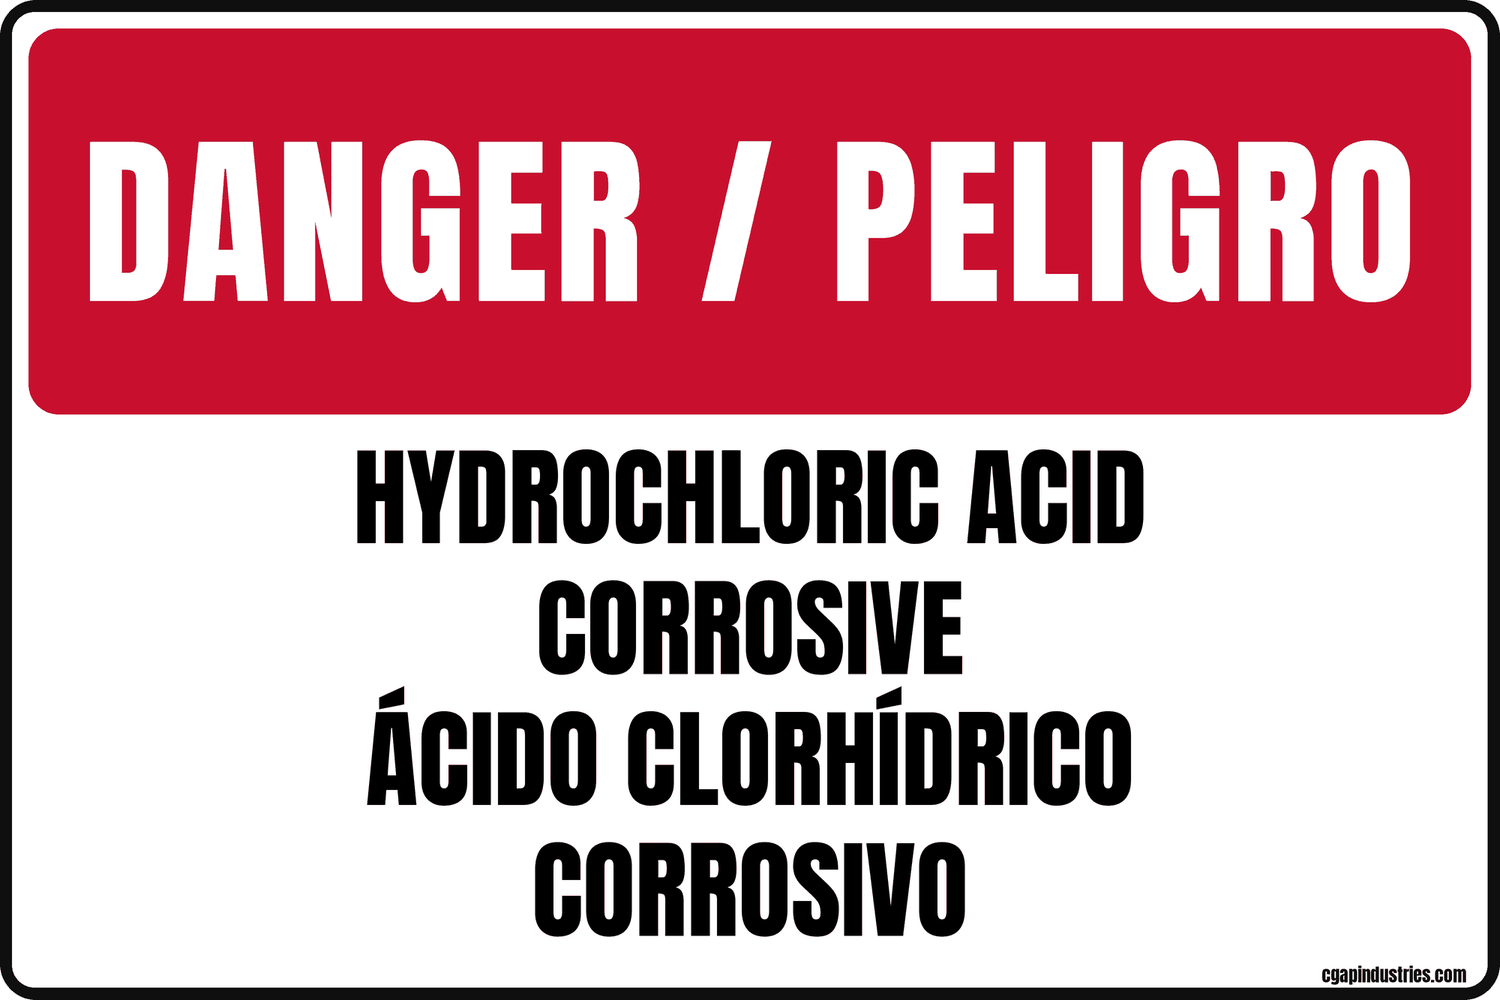 DANGER / PELIGRO
HYDROCHLORIC ACID
CORROSIVE
ÁCIDO CLORHÍDRICO
CORROSIVO
cgapindustries.com